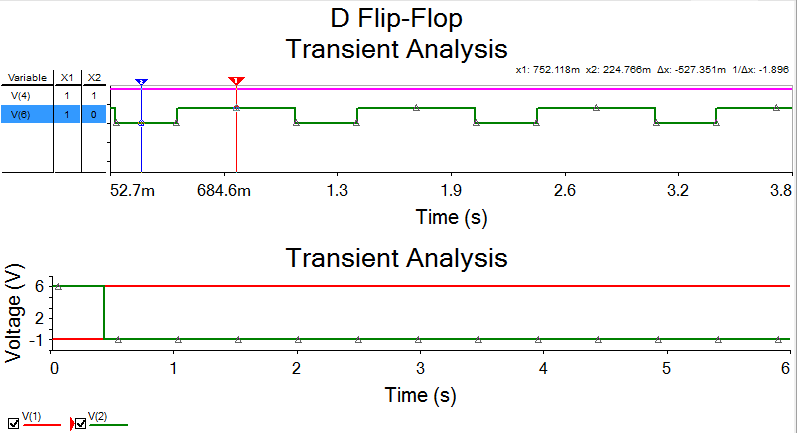 D Flip-Flop
Transient Analysis
x1: 752.118m x2: 224.766m Δx: -527.351m 1/Δx: -1.896
Variable X1 X2
V(4) 1 1
V(6) 1 0
2 1
52.7m 684.6m 1.3 1.9 2.6 3.2 3.8
Time (s)
Transient Analysis
Voltage (V)
6
2
-1
0 1 2 3 4 5 6
Time (s)
V(1) V(2)